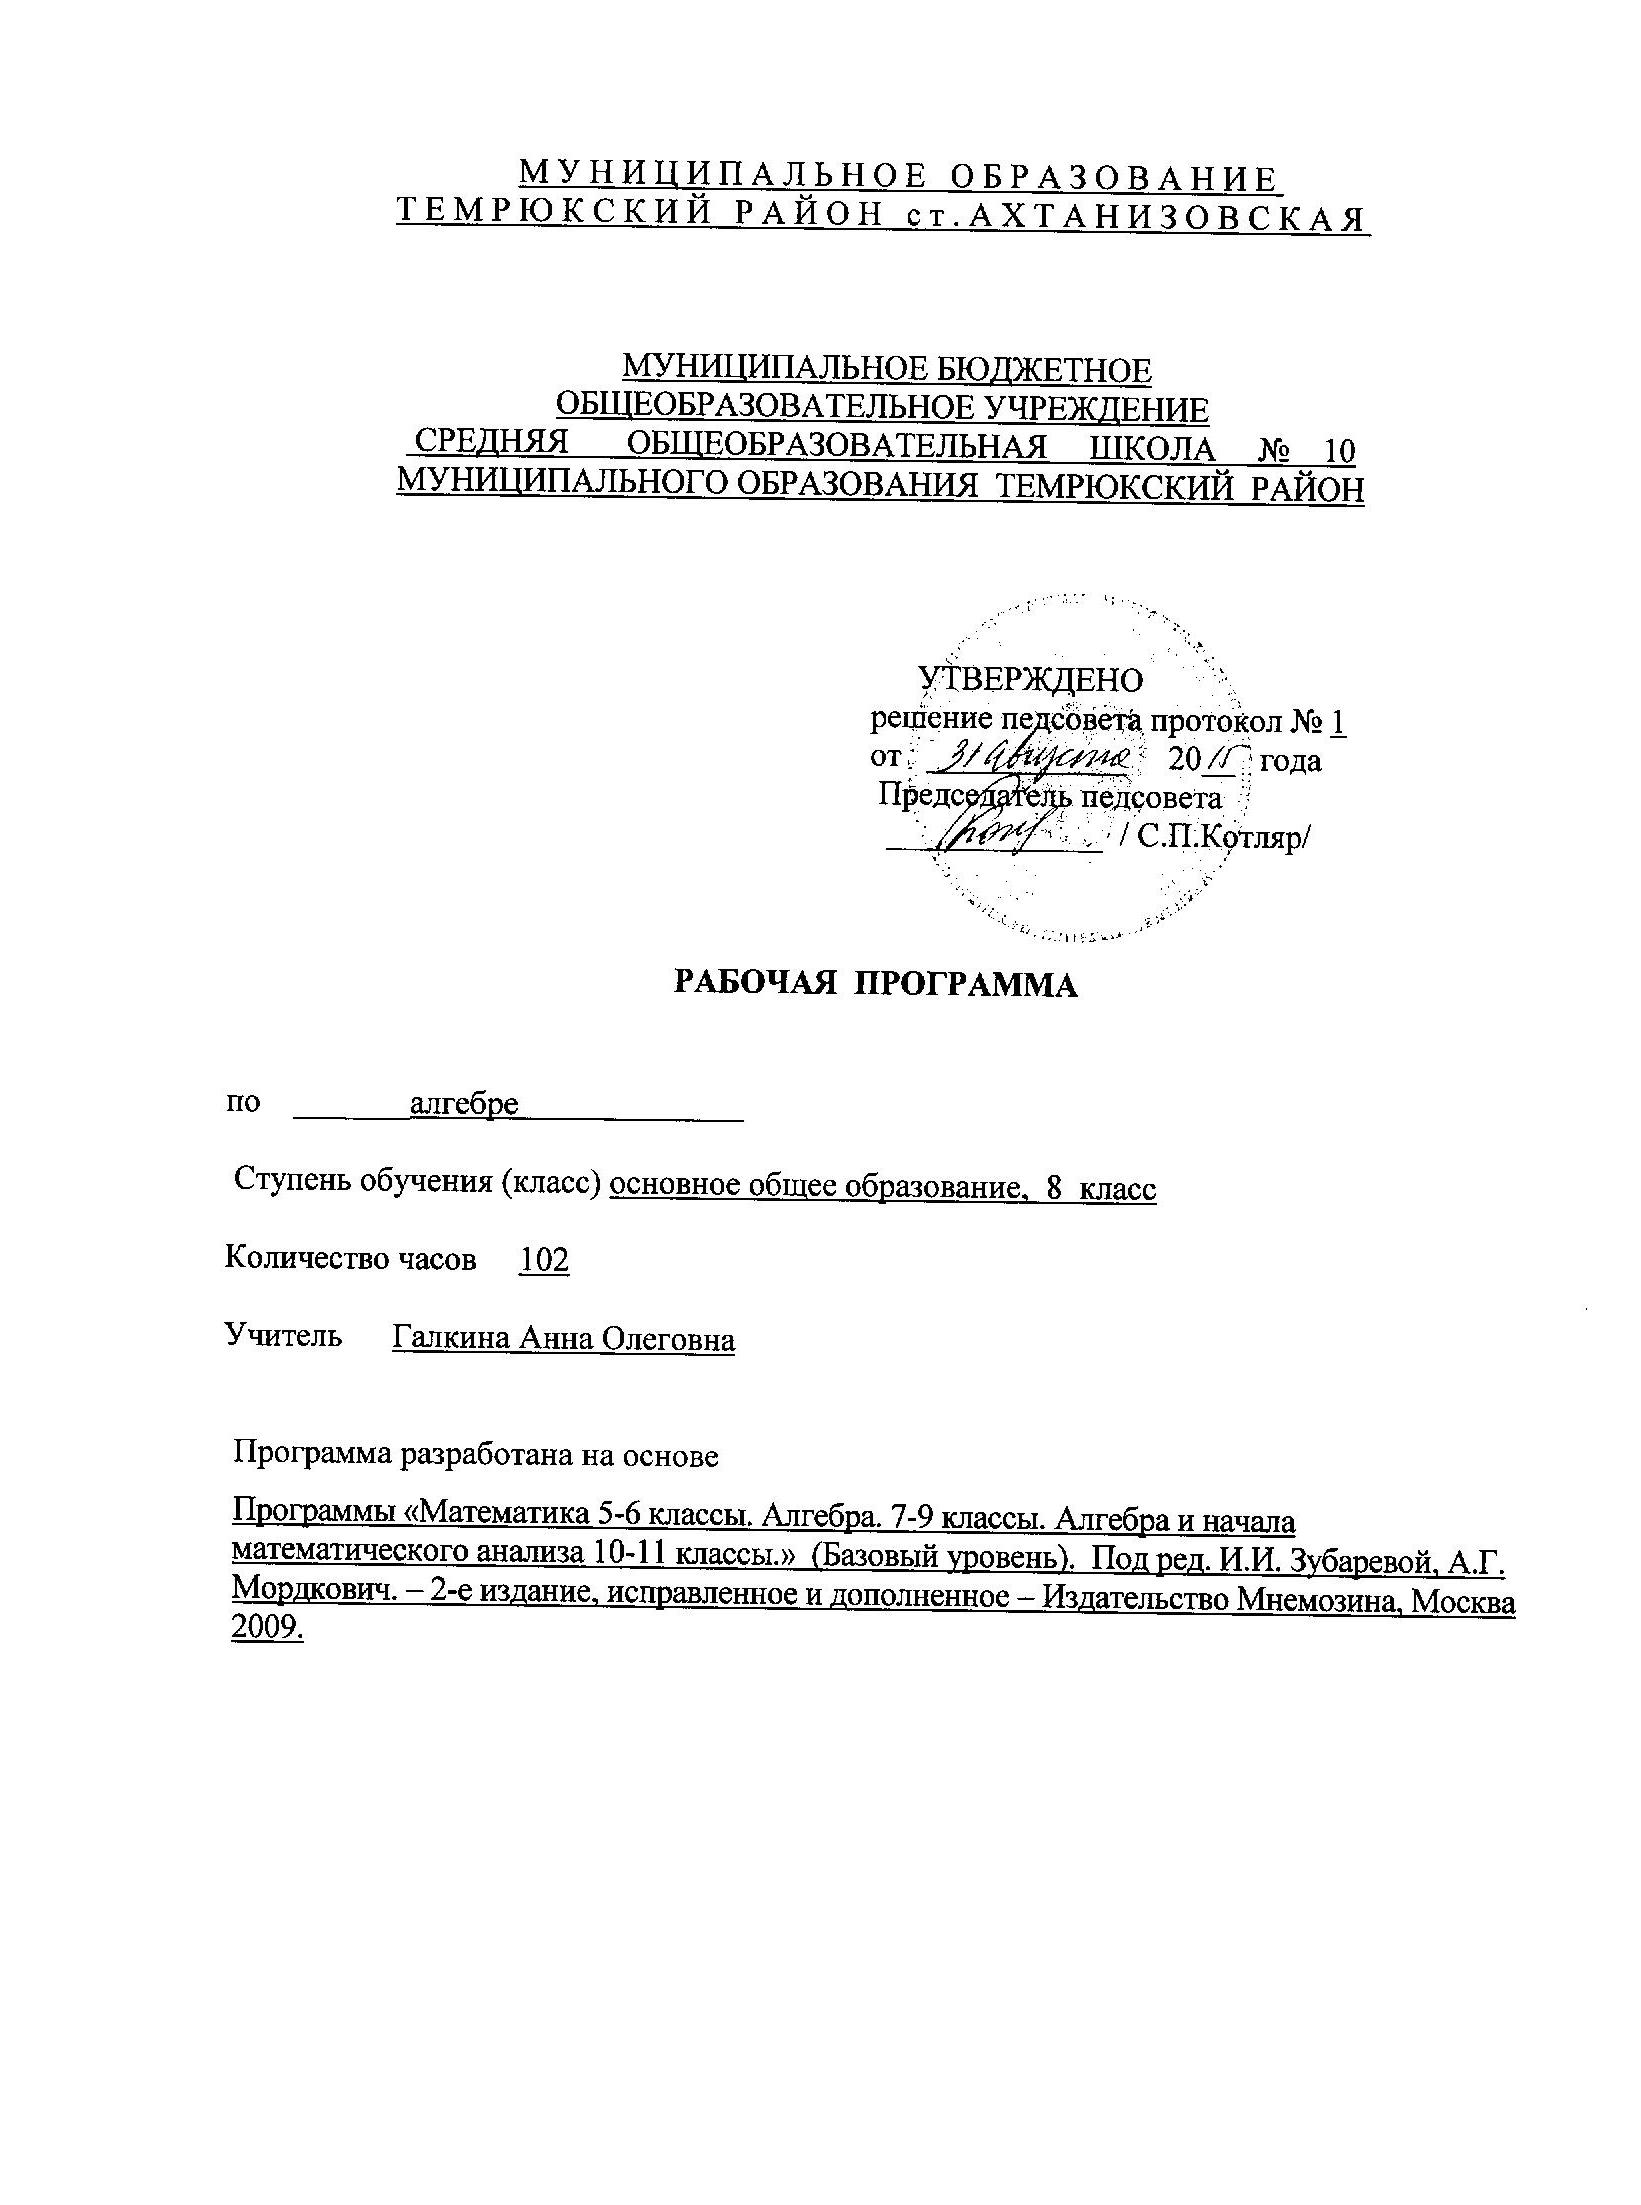 МУНИЦИПАЛЬНОЕ ОБРАЗОВАНИЕ
ТЕМРЮКСКИЙ РАЙОН ст.АХТАНИЗОВСКАЯ
МУНИЦИПАЛЬНОЕ БЮДЖЕТНОЕ
ОБЩЕОБРАЗОВАТЕЛЬНОЕ УЧРЕЖДЕНИЕ
СРЕДНЯЯ ОБЩЕОБРАЗОВАТЕЛЬНАЯ ШКОЛА № 10
МУНИЦИПАЛЬНОГО ОБРАЗОВАНИЯ ТЕМРЮКСКИЙ РАЙОН
УТВЕРЖДЕНО
решение педсовета протокол № 1
от 31 августа 2015 года
Председатель педсовета
/ С.П.Котляр/
РАБОЧАЯ ПРОГРАММА
по алгебре
Ступень обучения (класс) основное общее образование, 8 класс
Количество часов 102
Учитель Галкина Анна Олеговна
Программа разработана на основе
Программы «Математика 5-6 классы. Алгебра. 7-9 классы. Алгебра и начала
математического анализа 10-11 классы.» (Базовый уровень). Под ред. И.И. Зубаревой, А.Г.
Мордкович. – 2-е издание, исправленное и дополненное – Издательство Мнемозина, Москва
2009.